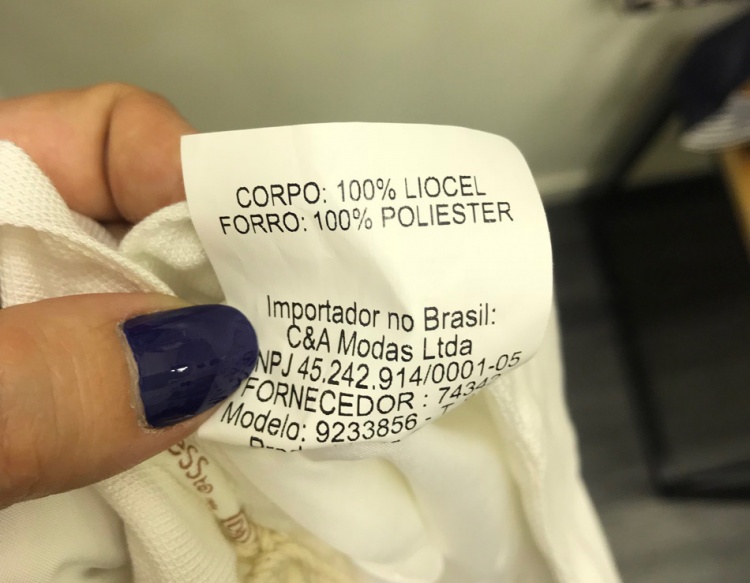 CORPO: 100% LIOCEL
FORRO: 100% POLIESTER
Importador no Brasil:
C&A Modas Ltda
NPJ 45.242.914/0001-05
FORNECEDOR : 74342
Modelo: 9233856 -